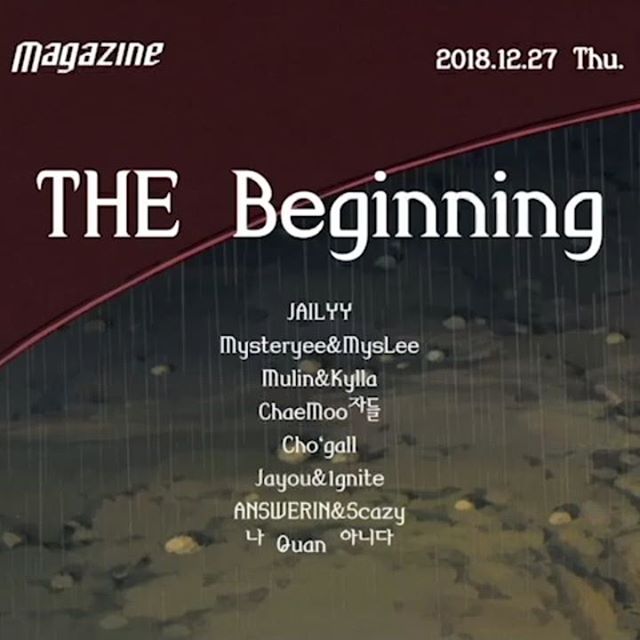 magazine
2018.12.27 Thu.
THE Beginning
JAILYY
Mysteryee&MysLee
Mulin&Kylla
ChaeMoo자들
Cho'gall
Jayou&Ignite
ANSWERIN&Scazy
나 Quan 아니다